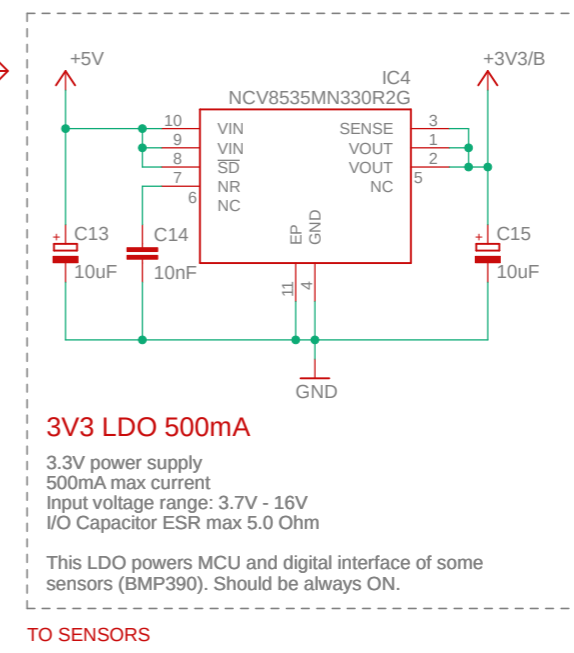 +5V
+3V3/B
IC4
NCV8535MN330R2G
10 VIN SENSE 3
9 VIN VOUT 1
8 SD VOUT 2
7 NR NC 5
6 NC
EP GND
11 4
+ C13
10uF
C14
10nF
+ C15
10uF
GND
3V3 LDO 500mA
3.3V power supply
500mA max current
Input voltage range: 3.7V - 16V
I/O Capacitor ESR max 5.0 Ohm
This LDO powers MCU and digital interface of some
sensors (BMP390). Should be always ON.
TO SENSORS